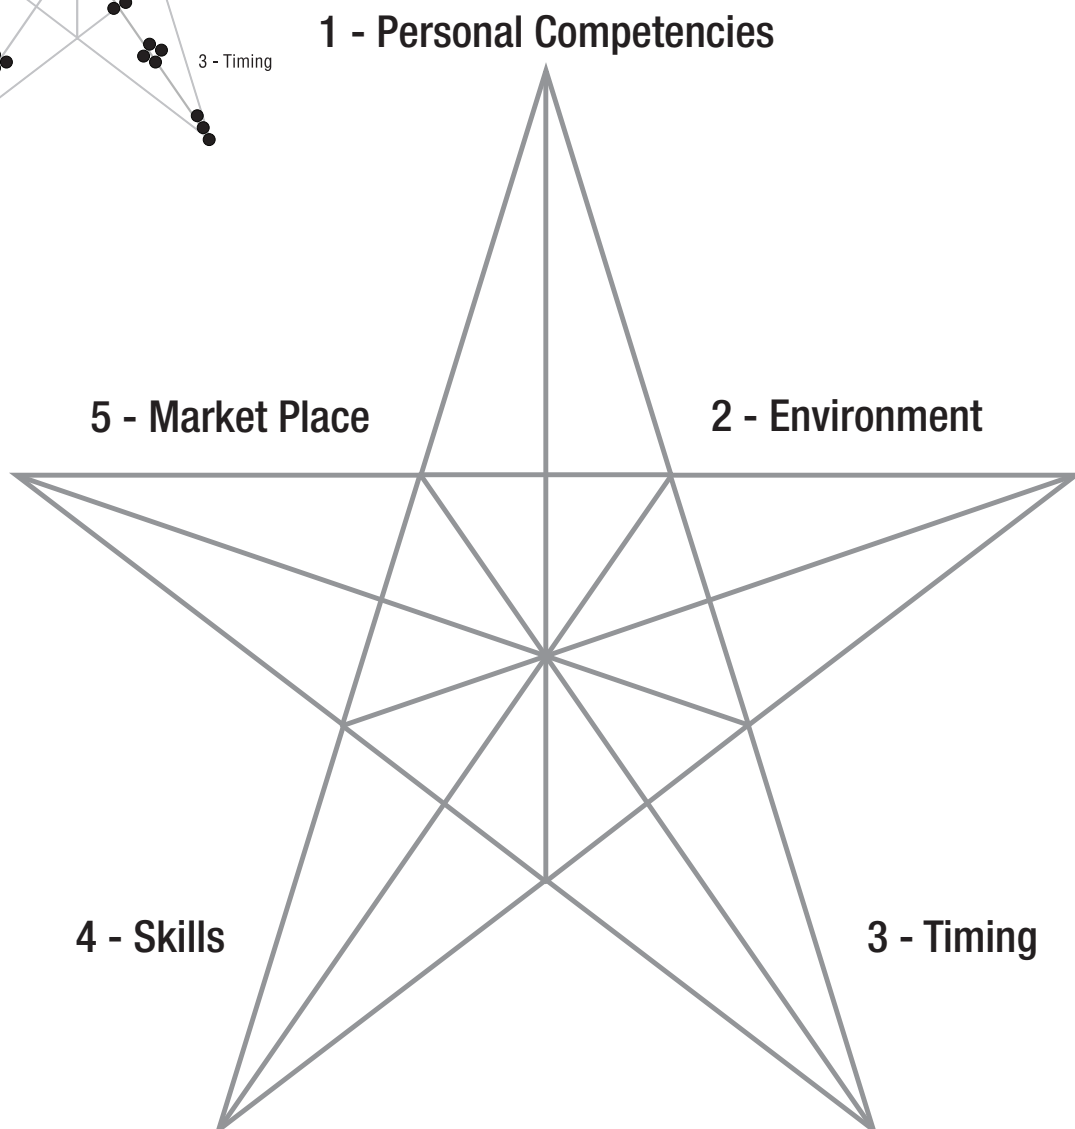 1 - Personal Competencies
3 - Timing
5 - Market Place
2 - Environment
4 - Skills
3 - Timing